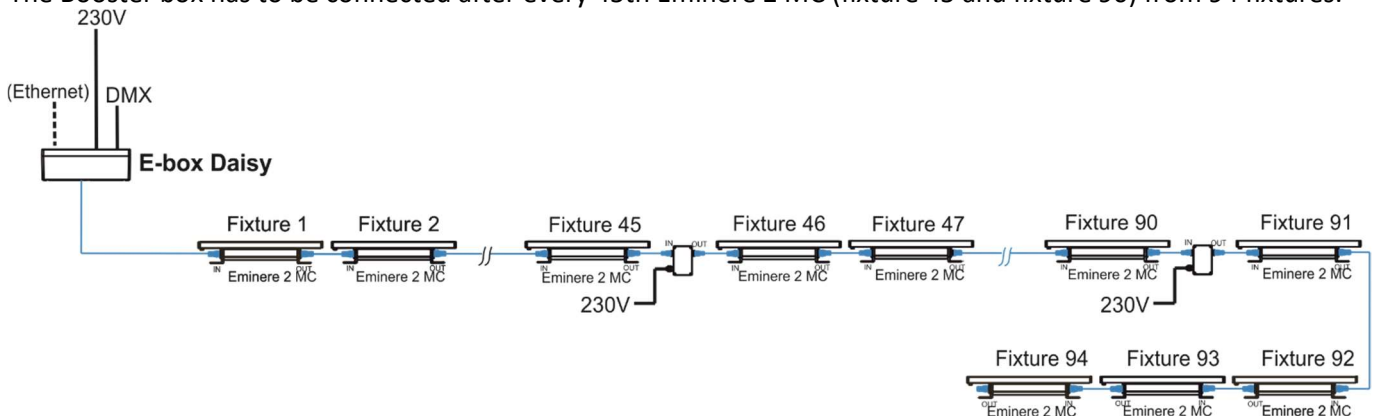 The Booster box has to be connected after every 45th Eminere 2 MC (fixture 45 and fixture 90) from 94 fixtures.
230V
(Ethernet) DMX
E-box Daisy
Fixture 1 Fixture 2 Fixture 45 IN OUT Fixture 46 Fixture 47 Fixture 90 IN OUT Fixture 91
IN OUT IN OUT IN OUT IN OUT IN OUT IN OUT IN OUT
Eminere 2 MC Eminere 2 MC Eminere 2 MC Eminere 2 MC Eminere 2 MC Eminere 2 MC Eminere 2 MC
230V 230V
Fixture 94 Fixture 93 Fixture 92
OUT IN OUT IN OUT IN
Eminere 2 MC Eminere 2 MC Eminere 2 MC